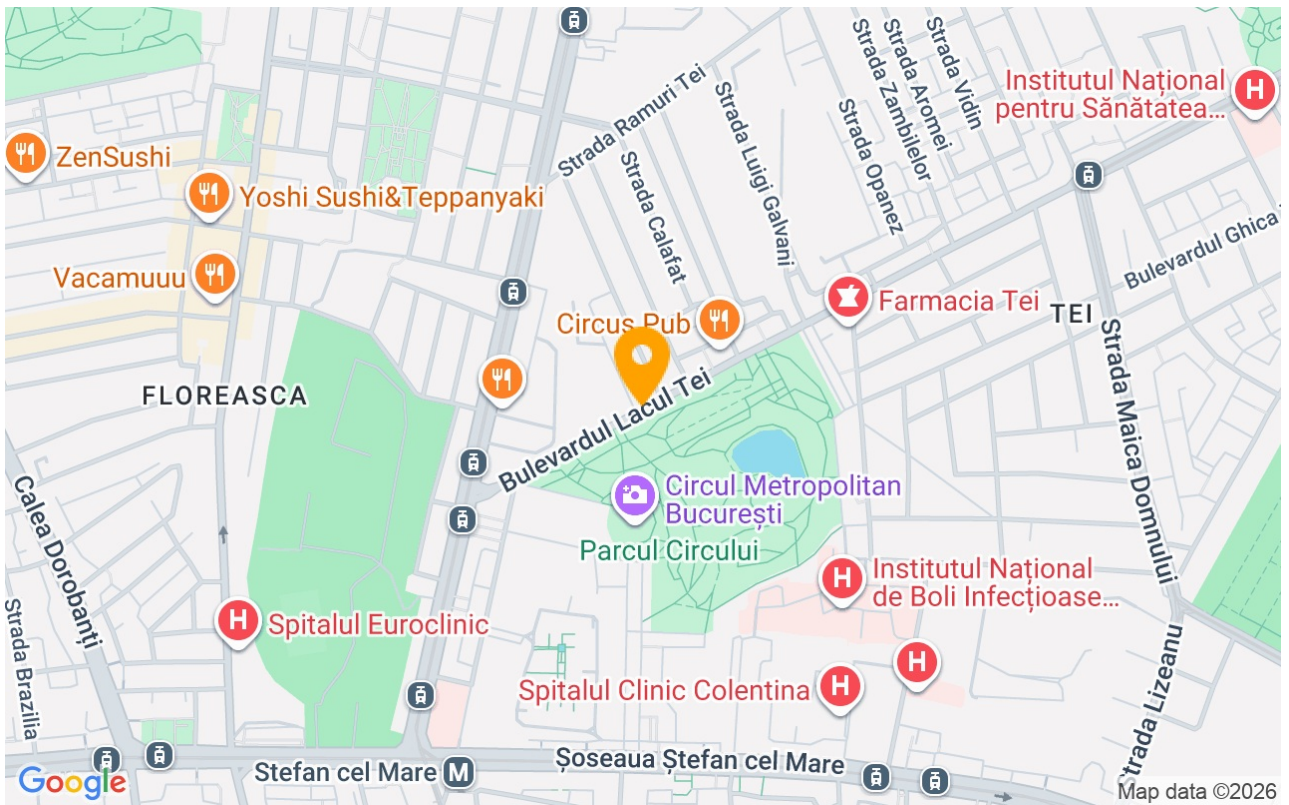 Strada Vidin
Strada Aromei
Strada Zambilelor
Institutul Național
pentru Sănătatea...
H
Strada Ramuri Tei
Strada Luigi Galvani
Strada Opanez
ZenSushi
Strada Calafat
Yoshi Sushi&Teppanyaki
Bulevardul Ghica
Vacamuuu
Farmacia Tei
TEI
Circus Pub
Strada Maica Domnului
FLOREASCA
Bulevardul Lacul Tei
Circul Metropolitan
București
Calea Dorobanți
Parcul Circului
H
Institutul Național
de Boli Infecțioase...
Strada Brazilia
H
Spitalul Euroclinic
H
Spitalul Clinic Colentina
H
Strada Lizeanu
Șoseaua Ștefan cel Mare
Stefan cel Mare
M
Google
Map data ©2026